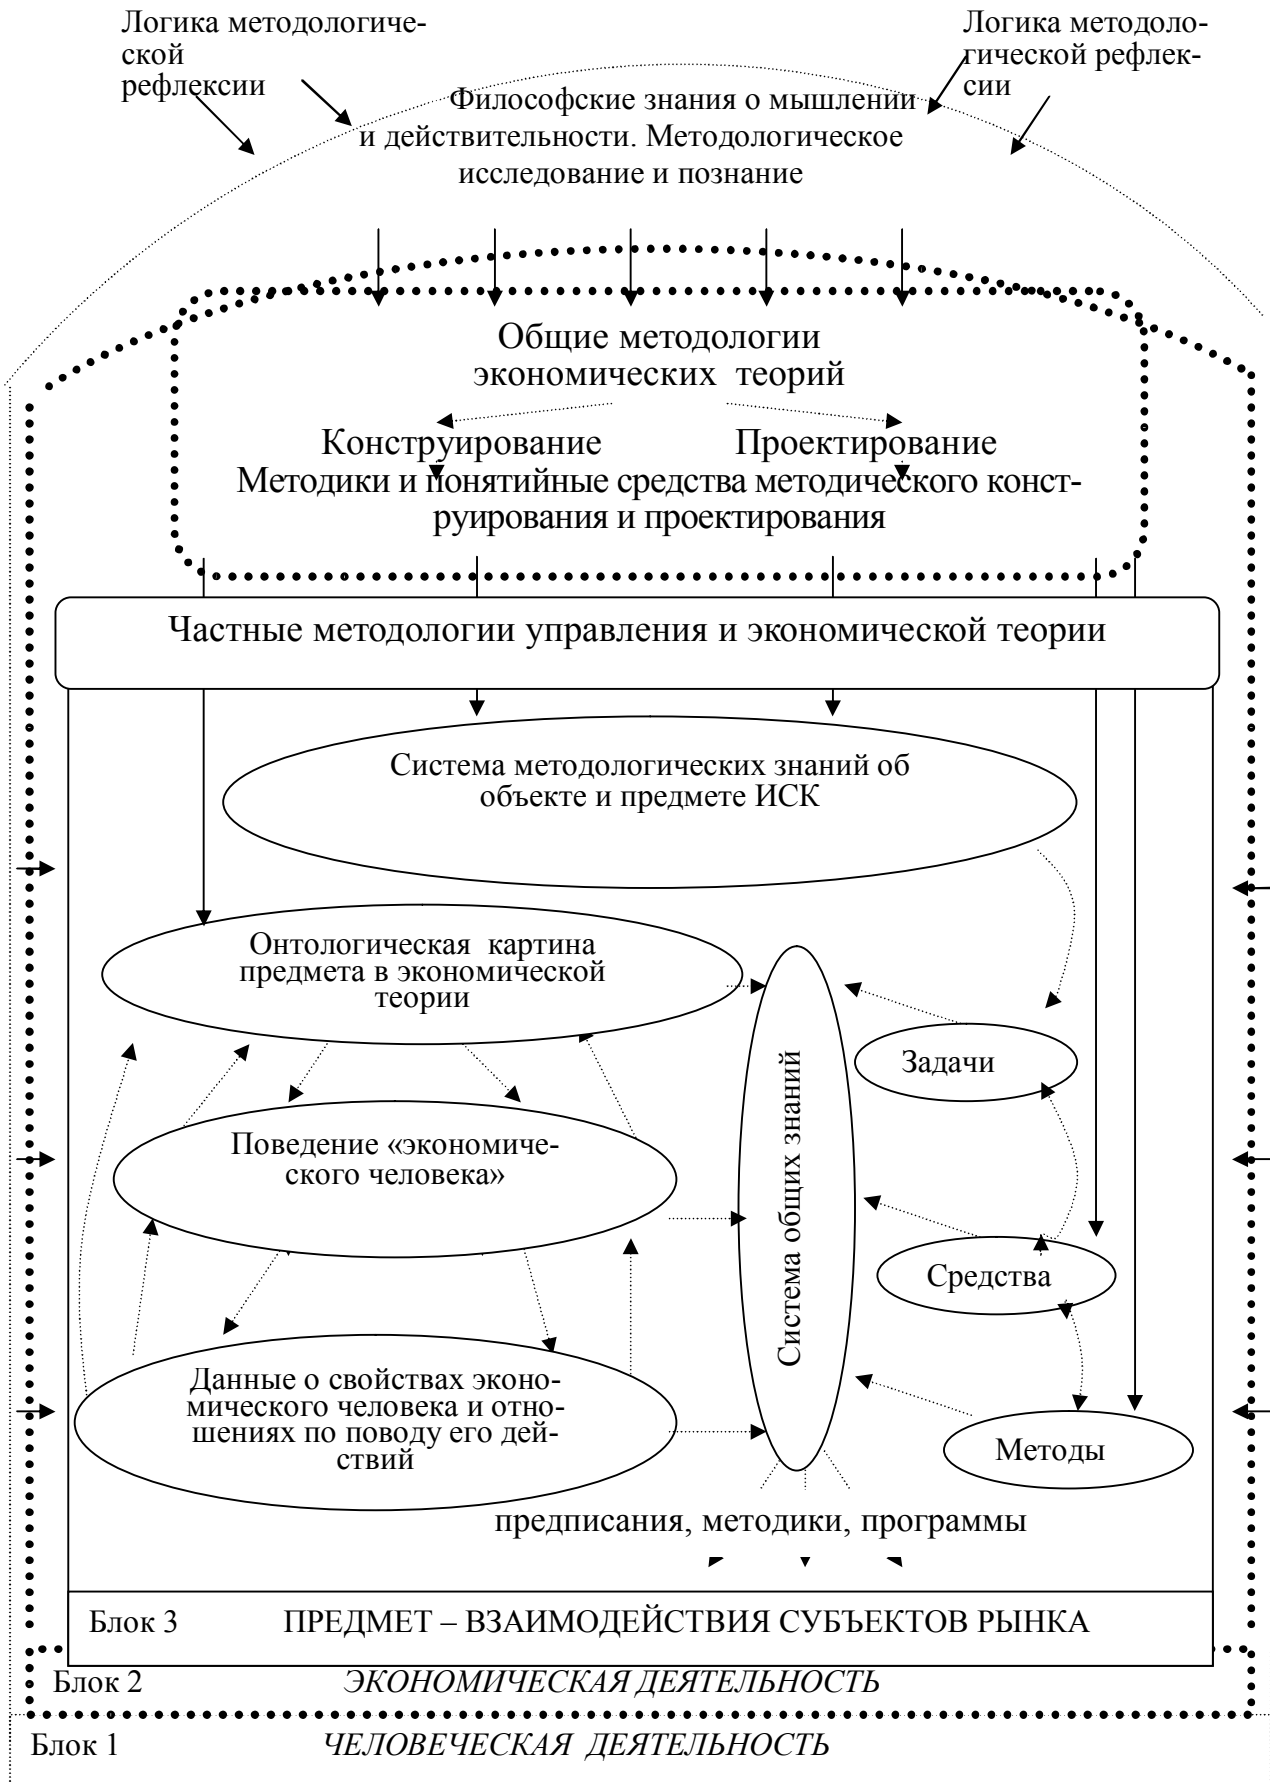 Логика методологиче-
ской
рефлексии
Логика методоло-
гической рефлек-
сии
Философские знания о мышлении
и действительности. Методологическое
исследование и познание
Общие методологии
экономических теорий
Конструирование
Проектирование
Методики и понятийные средства методического конст-
руирования и проектирования
Частные методологии управления и экономической теории
Система методологических знаний об
объекте и предмете ИСК
Онтологическая картина
предмета в экономической
теории
Система общих знаний
Задачи
Поведение «экономиче-
ского человека»
Средства
Данные о свойствах эконо-
мического человека и отно-
шениях по поводу его дей-
ствий
Методы
предписания, методики, программы
Блок 3 ПРЕДМЕТ – ВЗАИМОДЕЙСТВИЯ СУБЪЕКТОВ РЫНКА
Блок 2 ЭКОНОМИЧЕСКАЯ ДЕЯТЕЛЬНОСТЬ
Блок 1 ЧЕЛОВЕЧЕСКАЯ ДЕЯТЕЛЬНОСТЬ